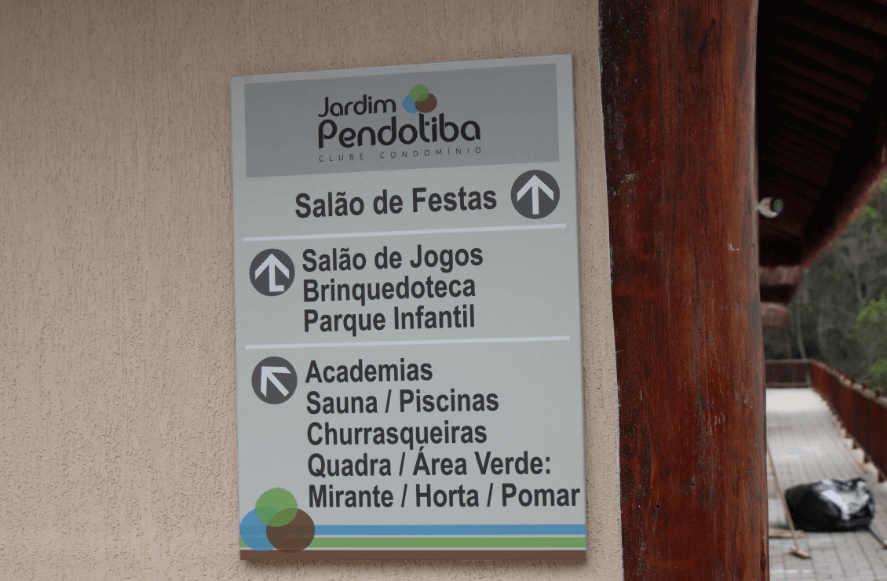 Jardim
Pendotiba
CLUBE CONDOMÍNIO
Salão de Festas
Salão de Jogos
Brinquedoteca
Parque Infantil
Academias
Sauna / Piscinas
Churrasqueiras
Quadra / Área Verde:
Mirante / Horta / Pomar